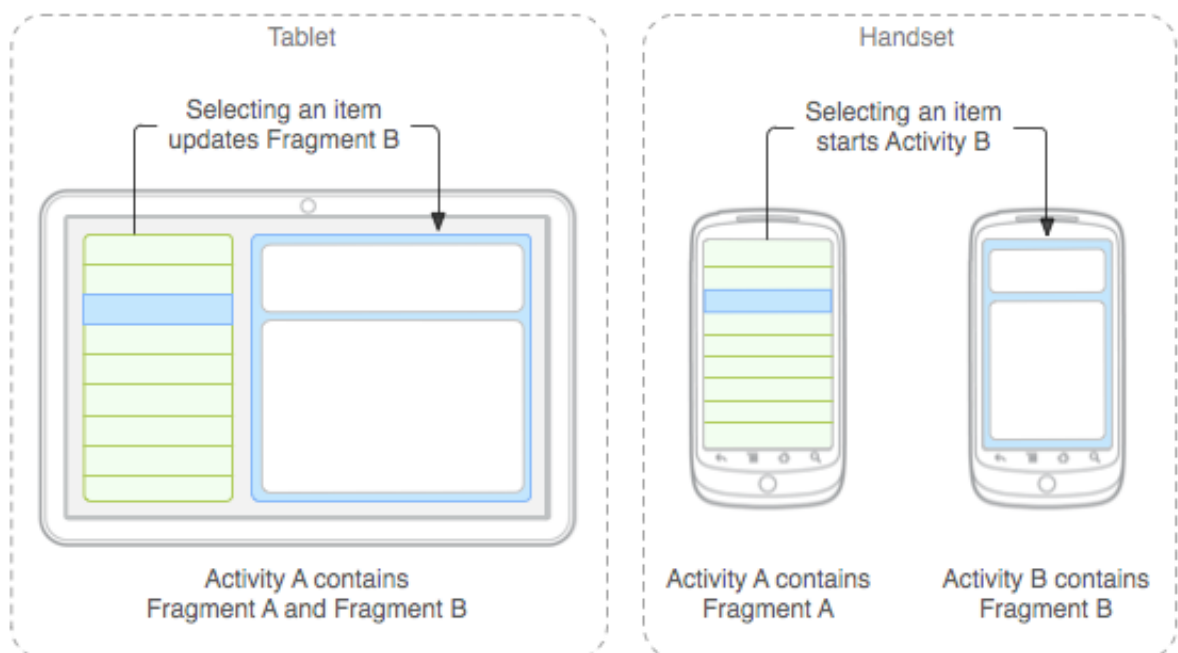 Tablet
Selecting an item
updates Fragment B
Activity A contains
Fragment A and Fragment B
Handset
Selecting an item
starts Activity B
Activity A contains
Fragment A
Activity B contains
Fragment B